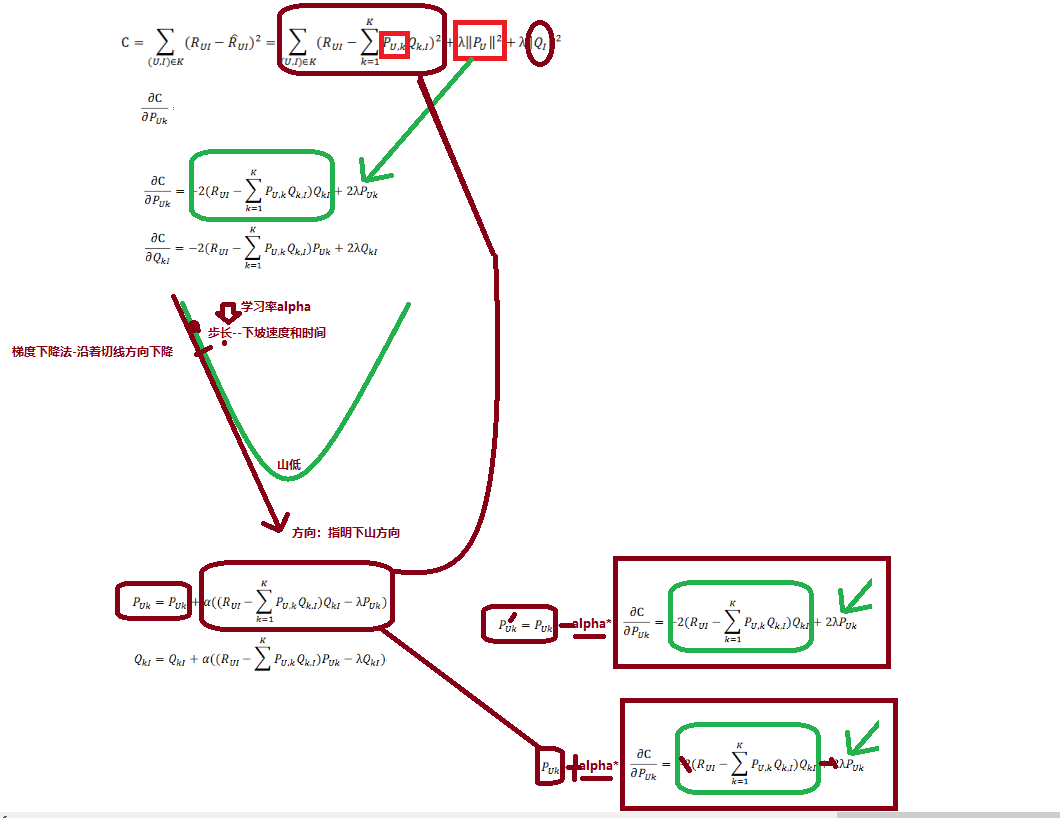 C = ∑_{(U,I)∈K} (R_{UI} − R̂_{UI})² = ∑_{(U,I)∈K} (R_{UI} − ∑_{k=1}^{K} P_{U,k}Q_{k,I})² + λ‖P_U‖² + λ‖Q_I‖²
∂C/∂P_{Uk} =
∂C/∂P_{Uk} = −2(R_{UI} − ∑_{k=1}^{K} P_{U,k}Q_{k,I})Q_{kI} + 2λP_{Uk}
∂C/∂Q_{kI} = −2(R_{UI} − ∑_{k=1}^{K} P_{U,k}Q_{k,I})P_{Uk} + 2λQ_{kI}
学习率alpha
步长--下坡速度和时间
梯度下降法-沿着切线方向下降
山低
方向：指明下山方向
P_{Uk} = P_{Uk} + α((R_{UI} − ∑_{k=1}^{K} P_{U,k}Q_{k,I})Q_{kI} − λP_{Uk})
Q_{kI} = Q_{kI} + α((R_{UI} − ∑^{K} P_{U,k}Q_{k,I})P_{Uk} − λQ_{kI})
P'_{Uk} = P_{Uk} - alpha* ∂C/∂P_{Uk} = −2(R_{UI} − ∑_{k=1}^{K} P_{U,k}Q_{k,I})Q_{kI} + 2λP_{Uk}
P_{Uk} + alpha* ∂C/∂P_{Uk} = (R_{UI} − ∑_{k=1}^{K} P_{U,k}Q_{k,I})Q_{kI} − λP_{Uk}